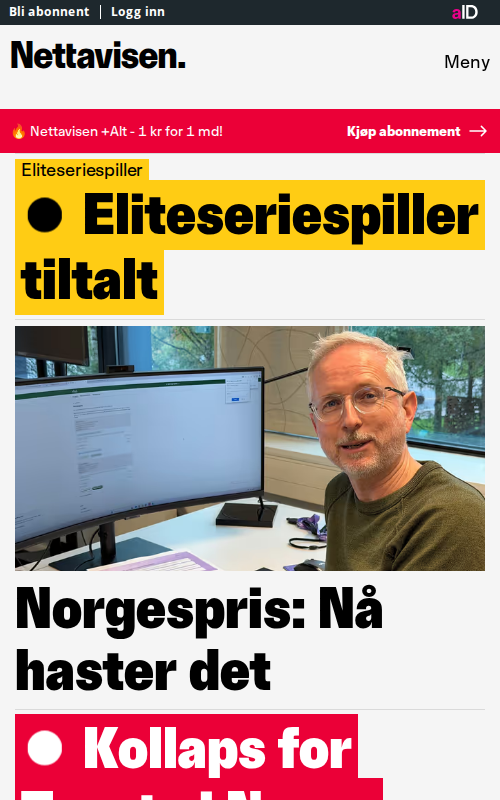 Bli abonnent | Logg inn
aID
Nettavisen.
Meny
🔥 Nettavisen +Alt - 1 kr for 1 md!
Kjøp abonnement →
Eliteseriespiller
Eliteseriespiller
tiltalt
Norgespris: Nå
haster det
Kollaps for